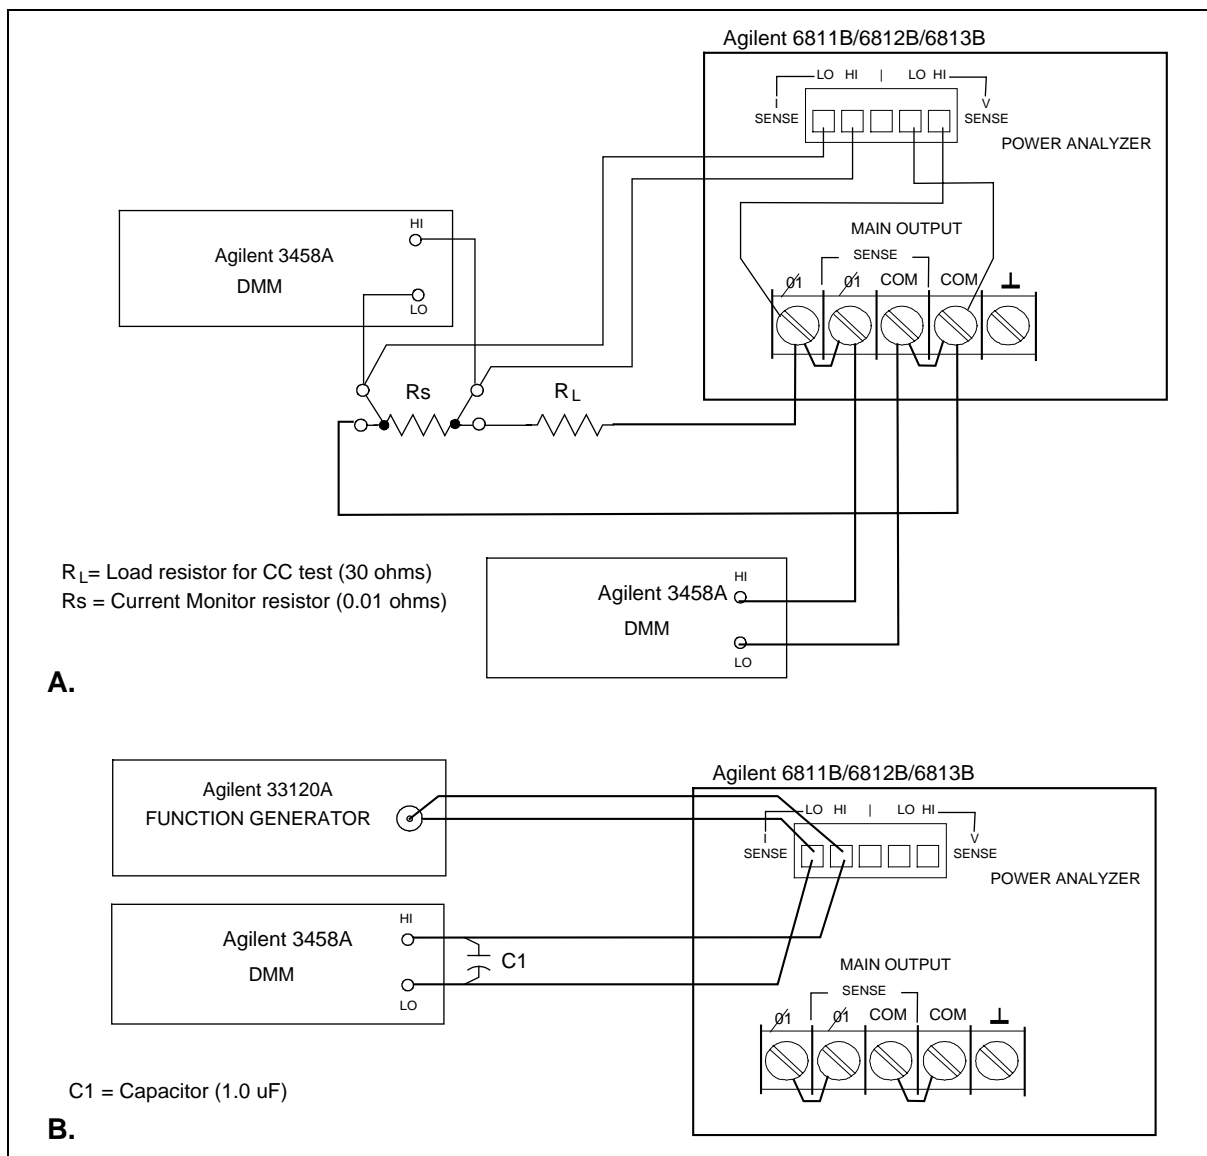 Agilent 6811B/6812B/6813B
LO HI | LO HI
I SENSE
V SENSE
POWER ANALYZER
HI
Agilent 3458A
DMM
LO
MAIN OUTPUT
SENSE
01 01 COM COM
Rs
RL
RL= Load resistor for CC test (30 ohms)
Rs = Current Monitor resistor (0.01 ohms)
HI
Agilent 3458A
DMM
LO
A.
Agilent 33120A
FUNCTION GENERATOR
Agilent 6811B/6812B/6813B
LO HI | LO HI
I SENSE
V SENSE
POWER ANALYZER
HI
Agilent 3458A
DMM
LO
C1
MAIN OUTPUT
SENSE
01 01 COM COM
C1 = Capacitor (1.0 uF)
B.